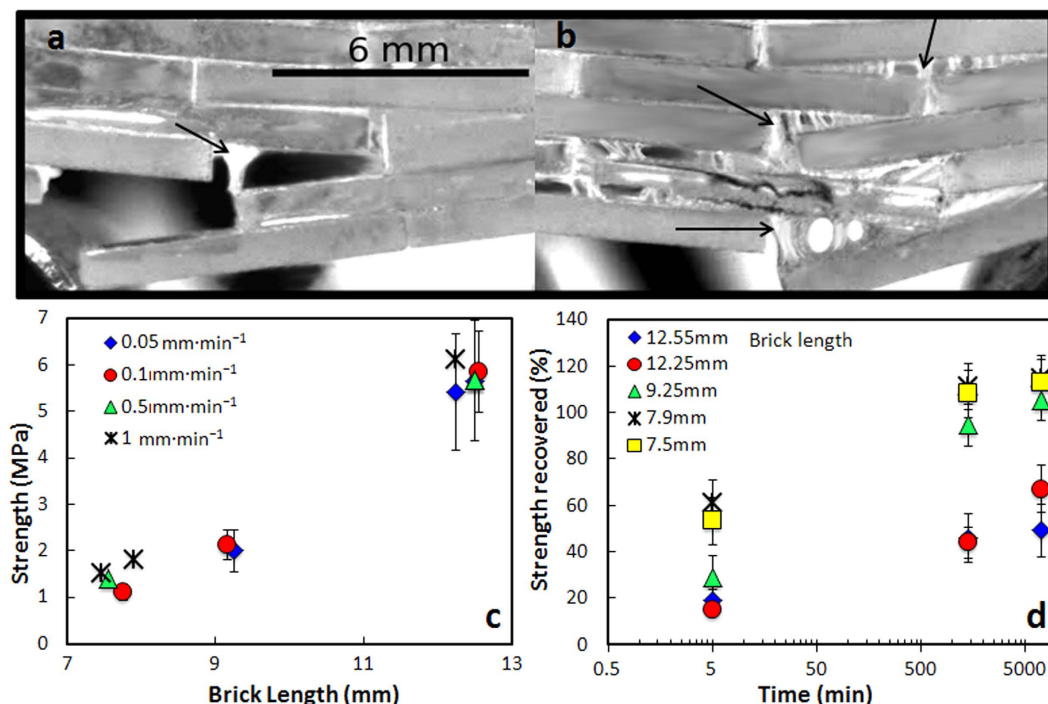 a
6 mm
b
7
6
5
4
3
2
1
0
Strength (MPa)
0.05 mm·min⁻¹
0.1ımm·min⁻¹
0.5ımm·min⁻¹
1 mm·min⁻¹
c
7 9 11 13
Brick Length (mm)
140
120
100
80
60
40
20
0
Strength recovered (%)
12.55mm Brick length
12.25mm
9.25mm
7.9mm
7.5mm
d
0.5 5 50 500 5000
Time (min)